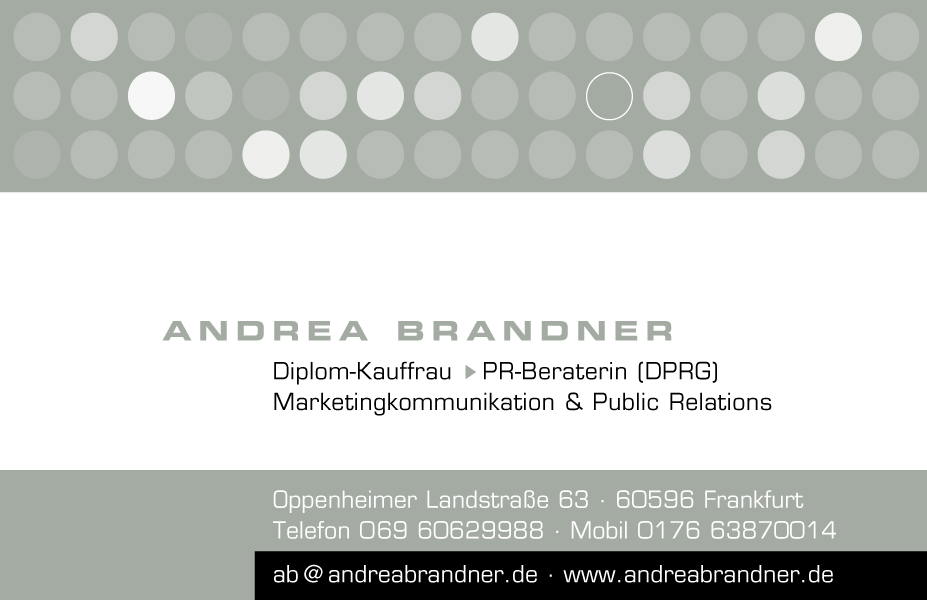 ANDREA BRANDNER
Diplom-Kauffrau ▸ PR-Beraterin (DPRG)
Marketingkommunikation & Public Relations
Oppenheimer Landstraße 63 · 60596 Frankfurt
Telefon 069 60629988 · Mobil 0176 63870014
ab@andreabrandner.de · www.andreabrandner.de